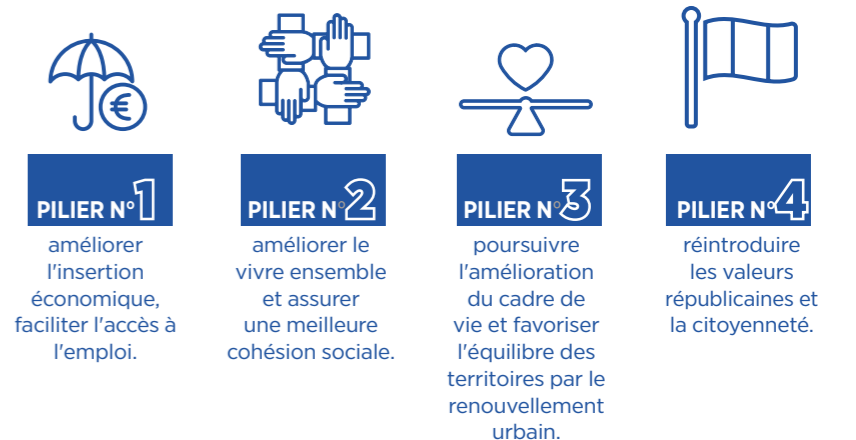 €
PILIER N°1
améliorer
l'insertion
économique,
faciliter l'accès à
l'emploi.
PILIER N°2
améliorer le
vivre ensemble
et assurer
une meilleure
cohésion sociale.
PILIER N°3
poursuivre
l'amélioration
du cadre de
vie et favoriser
l'équilibre des
territoires par le
renouvellement
urbain.
PILIER N°4
réintroduire
les valeurs
républicaines et
la citoyenneté.